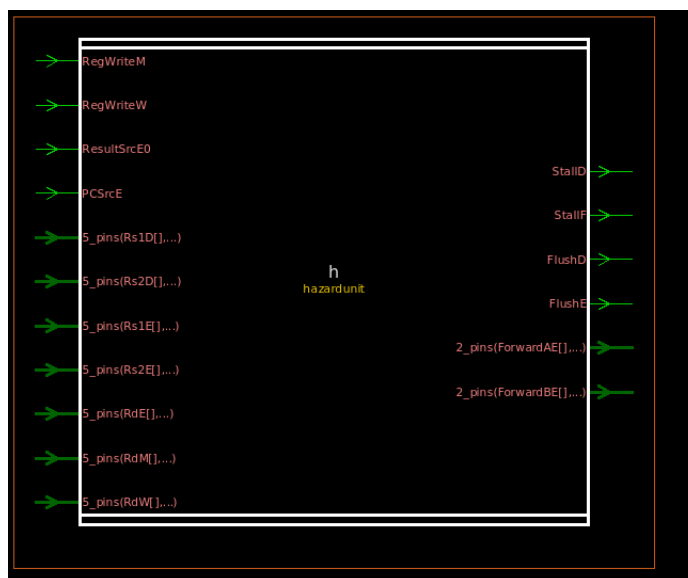 RegWriteM
RegWriteW
ResultSrcE0
PCSrcE
5_pins(Rs1D[],...)
5_pins(Rs2D[],...)
5_pins(Rs1E[],...)
5_pins(Rs2E[],...)
5_pins(RdE[],...)
5_pins(RdM[],...)
5_pins(RdW[],...)
h
hazardunit
StallD
StallF
FlushD
FlushE
2_pins(ForwardAE[],...)
2_pins(ForwardBE[],...)